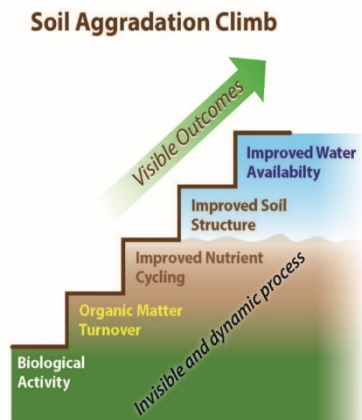 Soil Aggradation Climb
Visible Outcomes
Improved Water
Availabilty
Improved Soil
Structure
Improved Nutrient
Cycling
Organic Matter
Turnover
Biological
Activity
Invisible and dynamic process